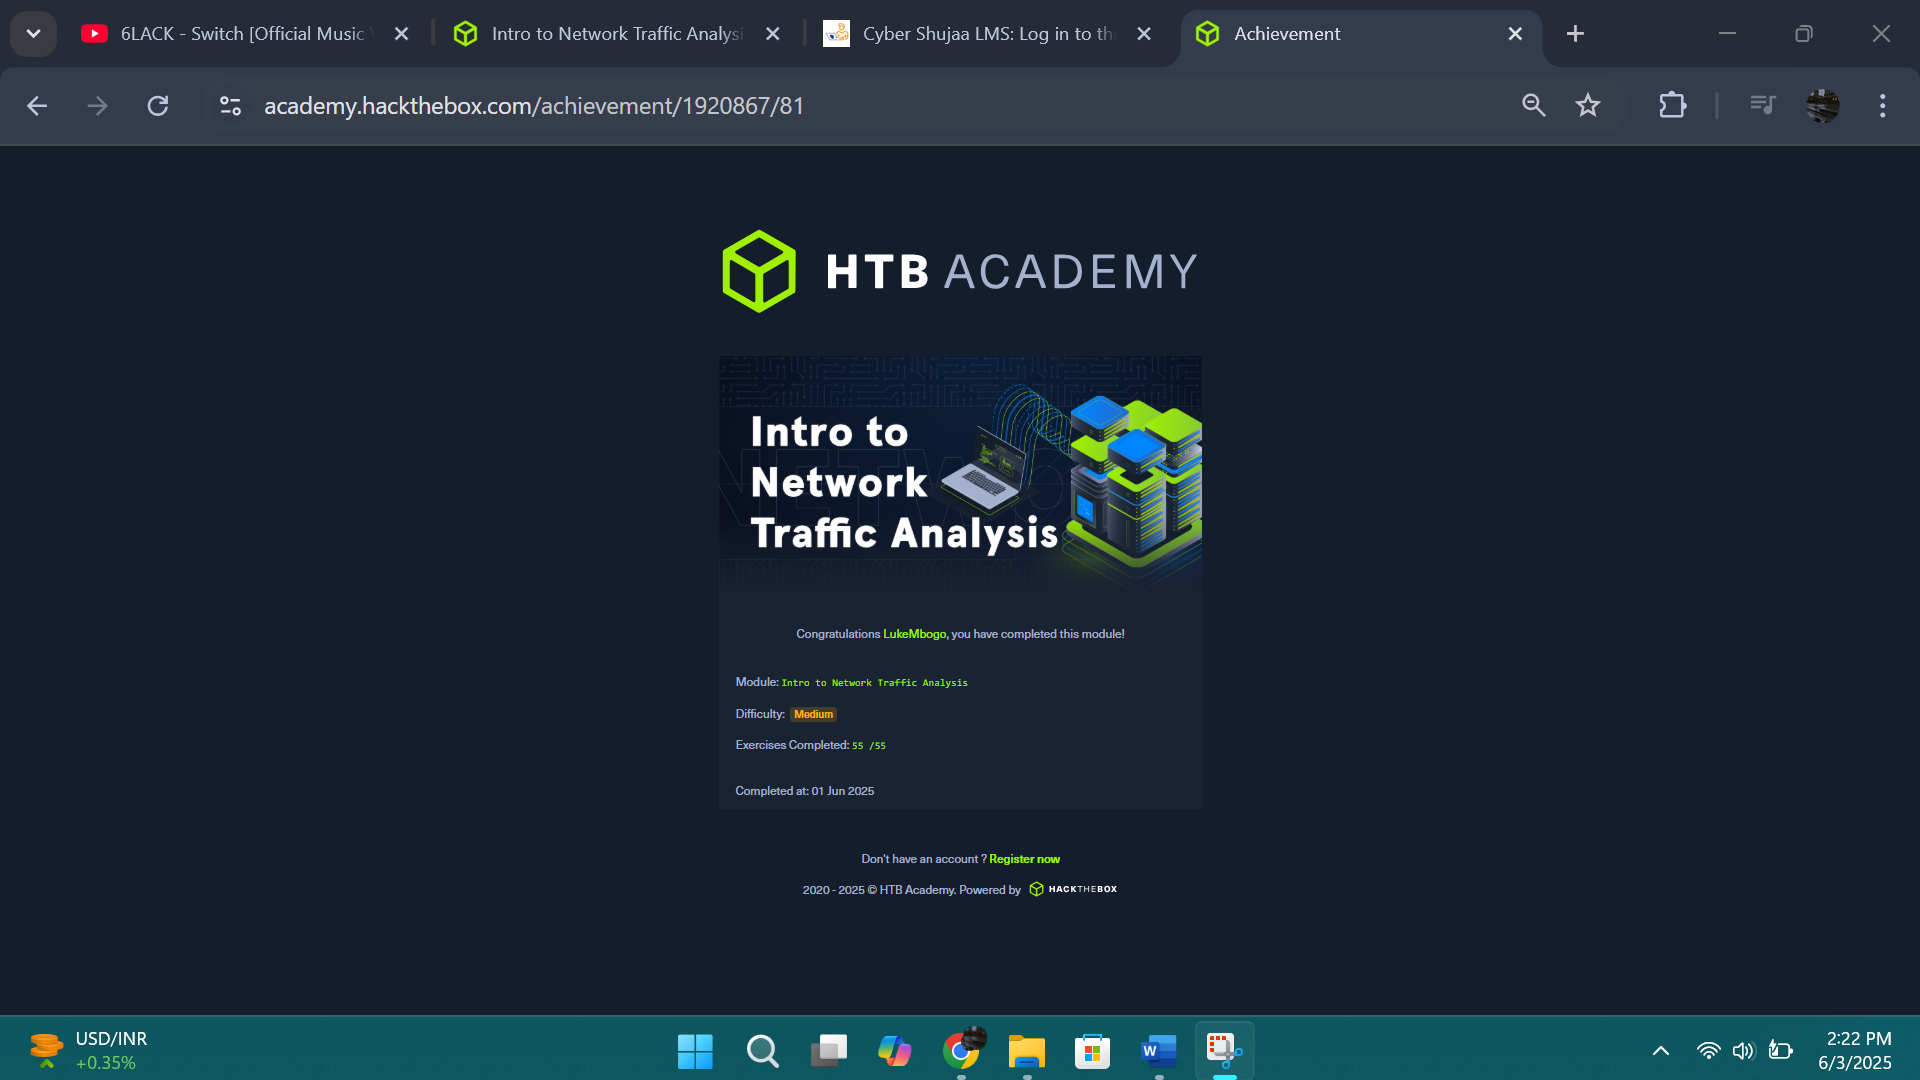 6LACK - Switch [Official Music V
Intro to Network Traffic Analysi
Cyber Shujaa LMS: Log in to th
Achievement
academy.hackthebox.com/achievement/1920867/81
HTB ACADEMY
Intro to
Network
Traffic Analysis
Congratulations LukeMbogo, you have completed this module!
Module: Intro to Network Traffic Analysis
Difficulty: Medium
Exercises Completed: 55 /55
Completed at: 01 Jun 2025
Don't have an account ? Register now
2020 - 2025 © HTB Academy. Powered by HACKTHEBOX
USD/INR
+0.35%
2:22 PM
6/3/2025